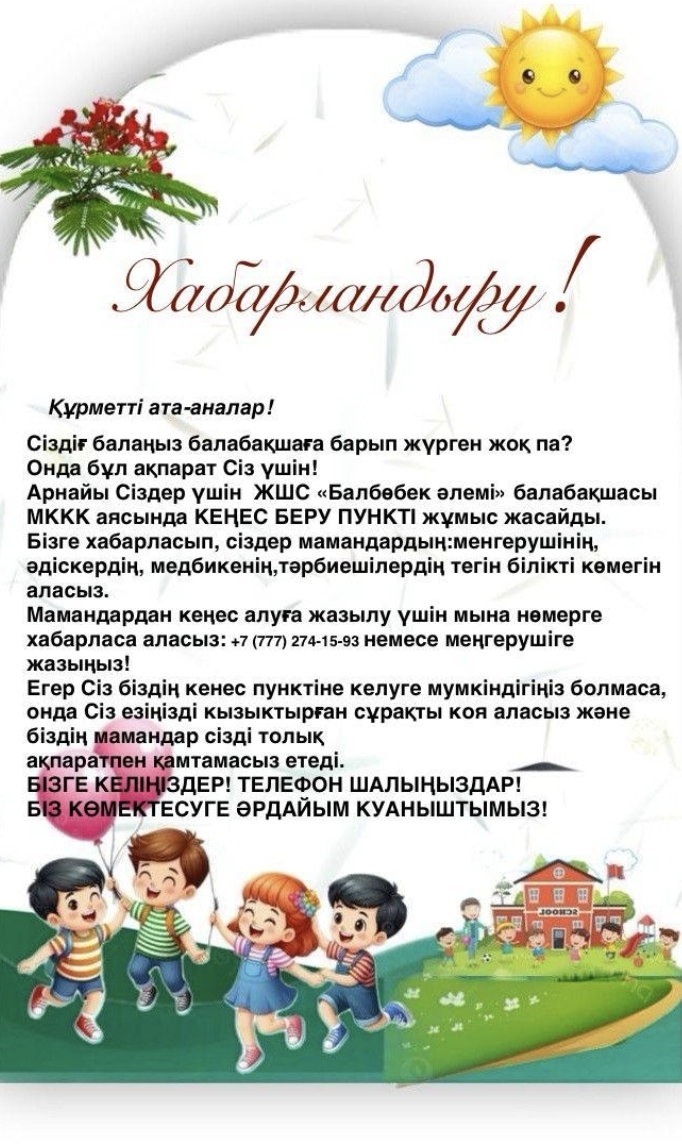 Хабарландыру!
Құрметті ата-аналар!
Сіздіғ балаңыз балабақшаға барып жүрген жоқ па?
Онда бұл ақпарат Сіз үшін!
Арнайы Сіздер үшін ЖШС «Балбөбек әлемі» балабақшасы
МККК аясында КЕҢЕС БЕРУ ПУНКТІ жұмыс жасайды.
Бізге хабарласып, сіздер мамандардың:менгерушінің,
әдіскердің, медбикенің,тәрбиешілердің тегін білікті көмегін
аласыз.
Мамандардан кеңес алуға жазылу үшін мына нөмерге
хабарласа аласыз: +7 (777) 274-15-93 немесе меңгерушіге
жазыңыз!
Егер Сіз біздің кенес пунктіне келуге мумкіндігіңіз болмаса,
онда Сіз езіңізді кызыктырған сұрақты коя аласыз және
біздің мамандар сізді толық
ақпаратпен қамтамасыз етеді.
БІЗГЕ КЕЛІҢІЗДЕР! ТЕЛЕФОН ШАЛЫҢЫЗДАР!
БІЗ КӨМЕКТЕСУГЕ ӘРДАЙЫМ КУАНЫШТЫМЫЗ!
SCHOOL